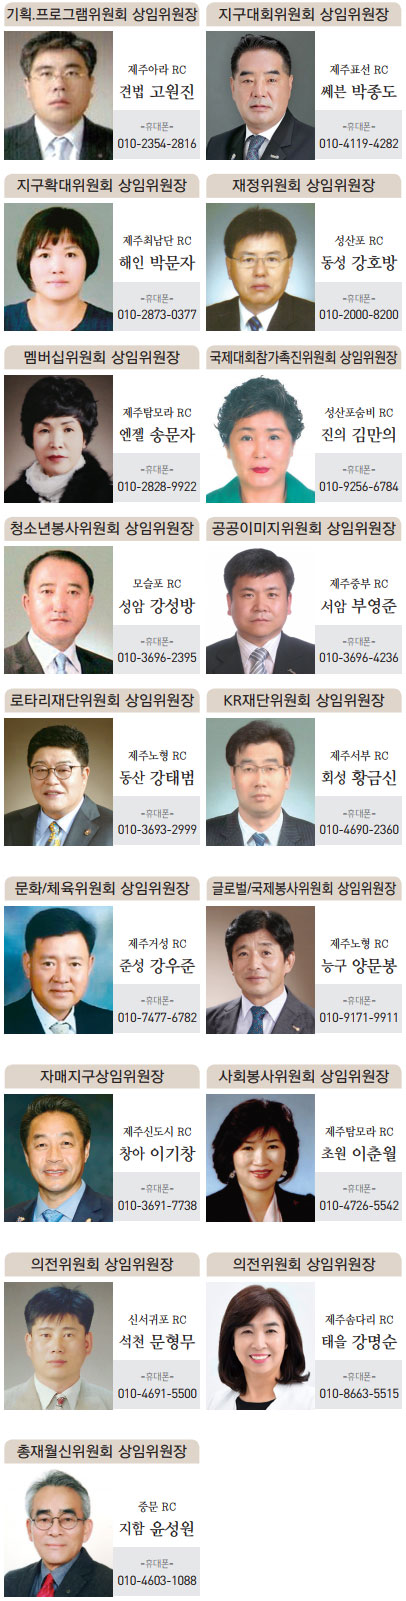 기획.프로그램위원회 상임위원장
제주아라 RC
견법 고원진
-휴대폰-
010-2354-2816
지구대회위원회 상임위원장
제주표선 RC
쎄븐 박종도
-휴대폰-
010-4119-4282
지구확대위원회 상임위원장
제주최남단 RC
해인 박문자
-휴대폰-
010-2873-0377
재정위원회 상임위원장
성산포 RC
동성 강호방
-휴대폰-
010-2000-8200
멤버십위원회 상임위원장
제주탐모라 RC
엔젤 송문자
-휴대폰-
010-2828-9922
국제대회참가촉진위원회 상임위원장
성산포숨비 RC
진의 김만의
-휴대폰-
010-9256-6784
청소년봉사위원회 상임위원장
모슬포 RC
성암 강성방
-휴대폰-
010-3696-2395
공공이미지위원회 상임위원장
제주중부 RC
서암 부영준
-휴대폰-
010-3696-4236
로타리재단위원회 상임위원장
제주노형 RC
동산 강태범
-휴대폰-
010-3693-2999
KR재단위원회 상임위원장
제주서부 RC
회성 황금신
-휴대폰-
010-4690-2360
문화/체육위원회 상임위원장
제주거성 RC
준성 강우준
-휴대폰-
010-7477-6782
글로벌/국제봉사위원회 상임위원장
제주노형 RC
능구 양문봉
-휴대폰-
010-9171-9911
자매지구상임위원장
제주신도시 RC
창아 이기창
-휴대폰-
010-3691-7738
사회봉사위원회 상임위원장
제주탐모라 RC
초원 이춘월
-휴대폰-
010-4726-5542
의전위원회 상임위원장
신서귀포 RC
석천 문형무
-휴대폰-
010-4691-5500
의전위원회 상임위원장
제주솜다리 RC
태을 강명순
-휴대폰-
010-8663-5515
총재월신위원회 상임위원장
중문 RC
지함 윤성원
-휴대폰-
010-4603-1088